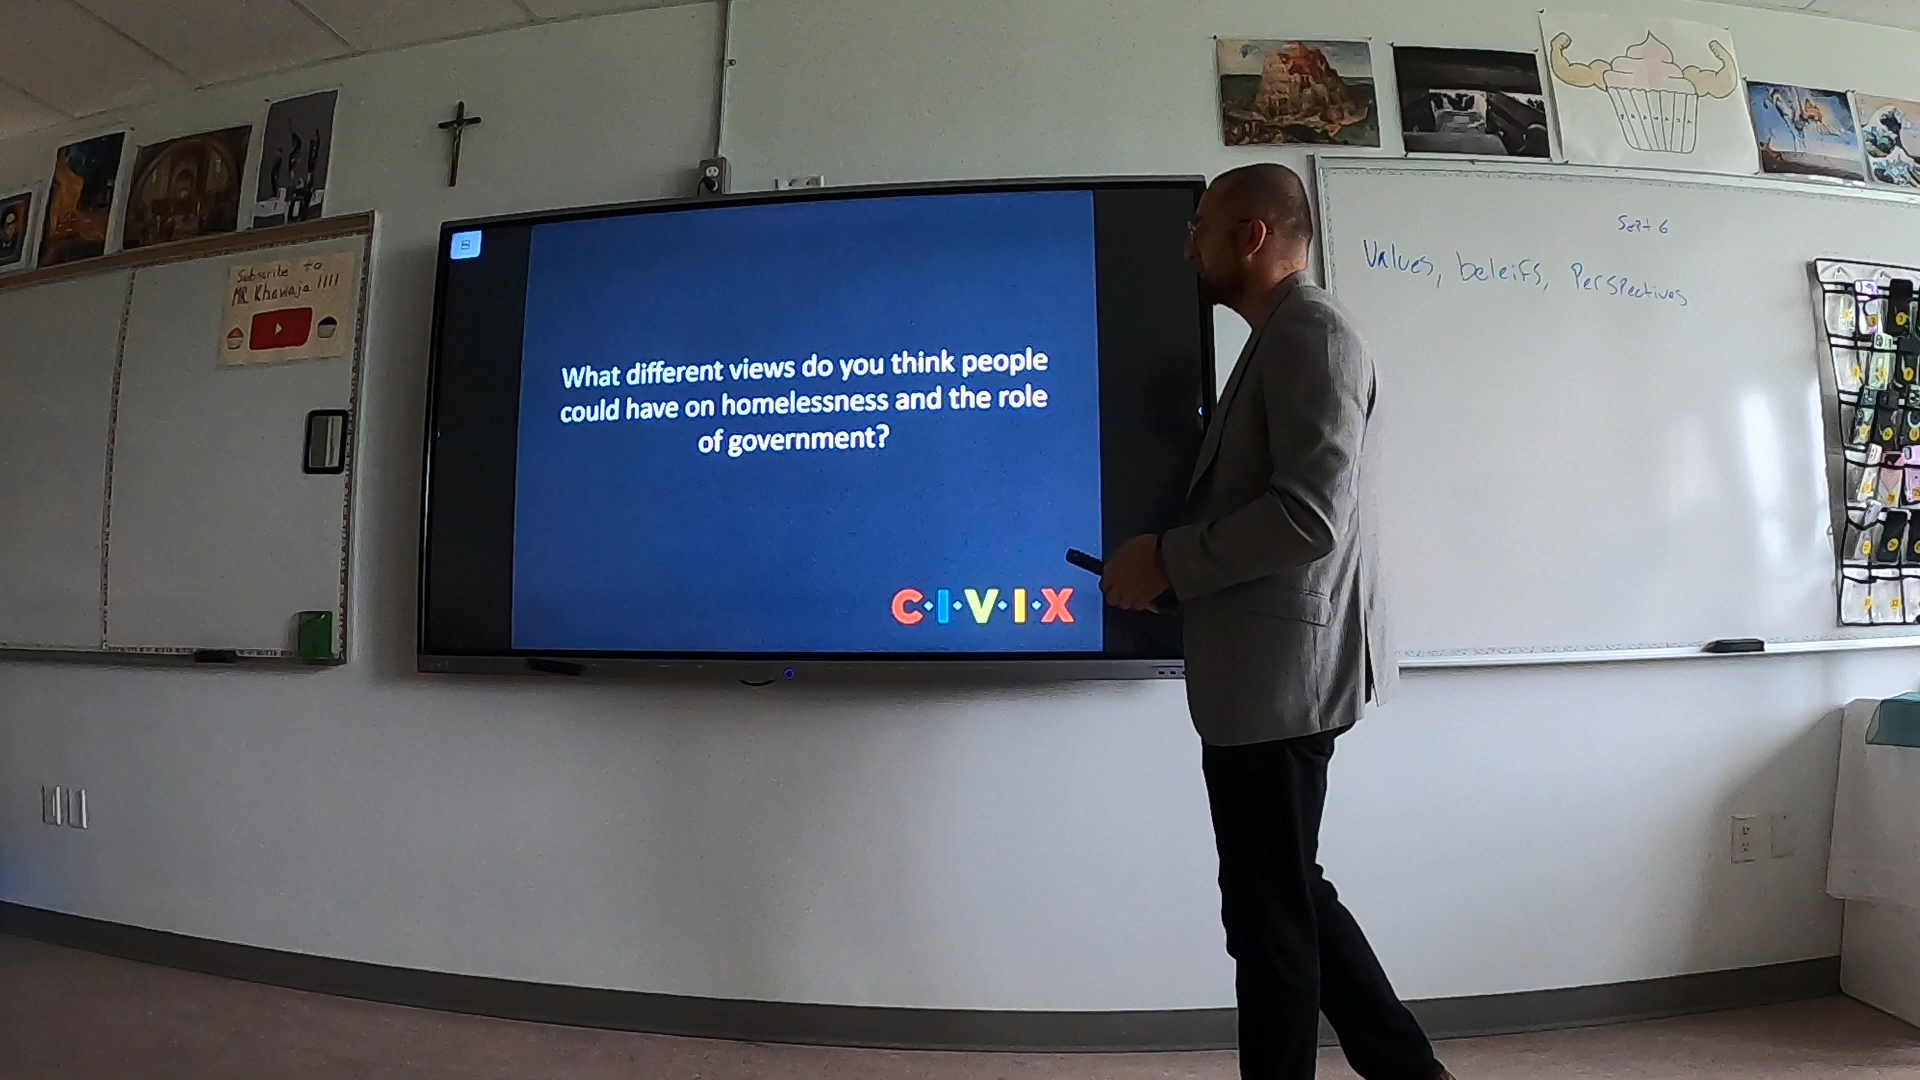 Subscribe to
MR Khawaja !!!!
What different views do you think people
could have on homelessness and the role
of government?
C·I·V·I·X
Sept 6
Values, beleifs, Perspectives